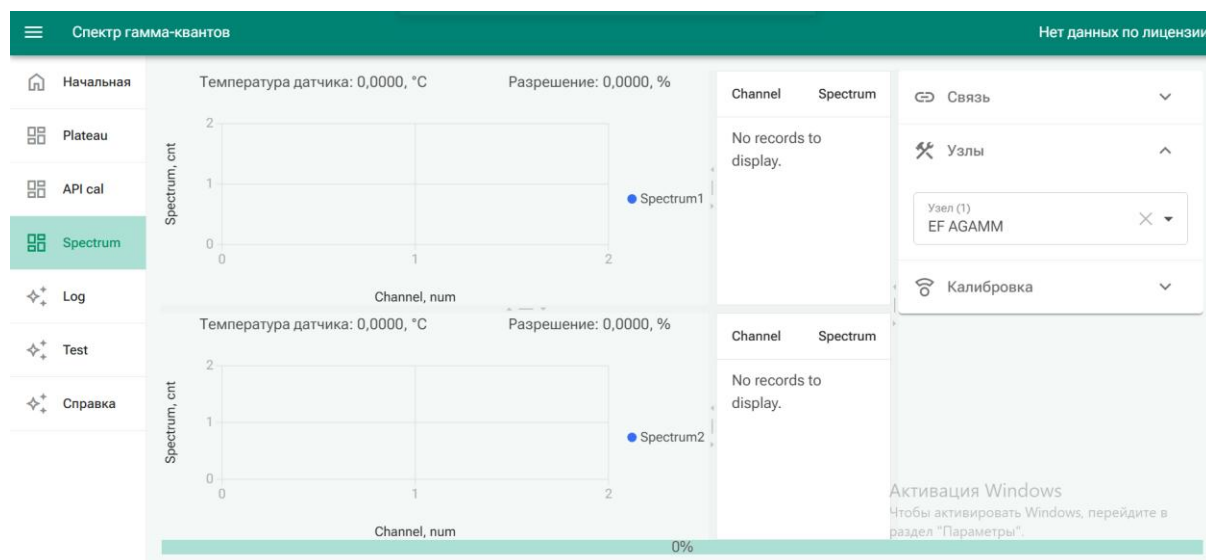 Спектр гамма-квантов
Нет данных по лицензии
Начальная
Plateau
API cal
Spectrum
Log
Test
Справка
Температура датчика: 0,0000, °C
Разрешение: 0,0000, %
Spectrum, cnt
2
1
0
0
1
2
Channel, num
Spectrum1
Channel Spectrum
No records to
display.
Температура датчика: 0,0000, °C
Разрешение: 0,0000, %
Spectrum, cnt
2
1
0
0
1
2
Channel, num
Spectrum2
Channel Spectrum
No records to
display.
Связь
Узлы
Узел (1)
EF AGAMM
Калибровка
Активация Windows
Чтобы активировать Windows, перейдите в
раздел "Параметры".
0%